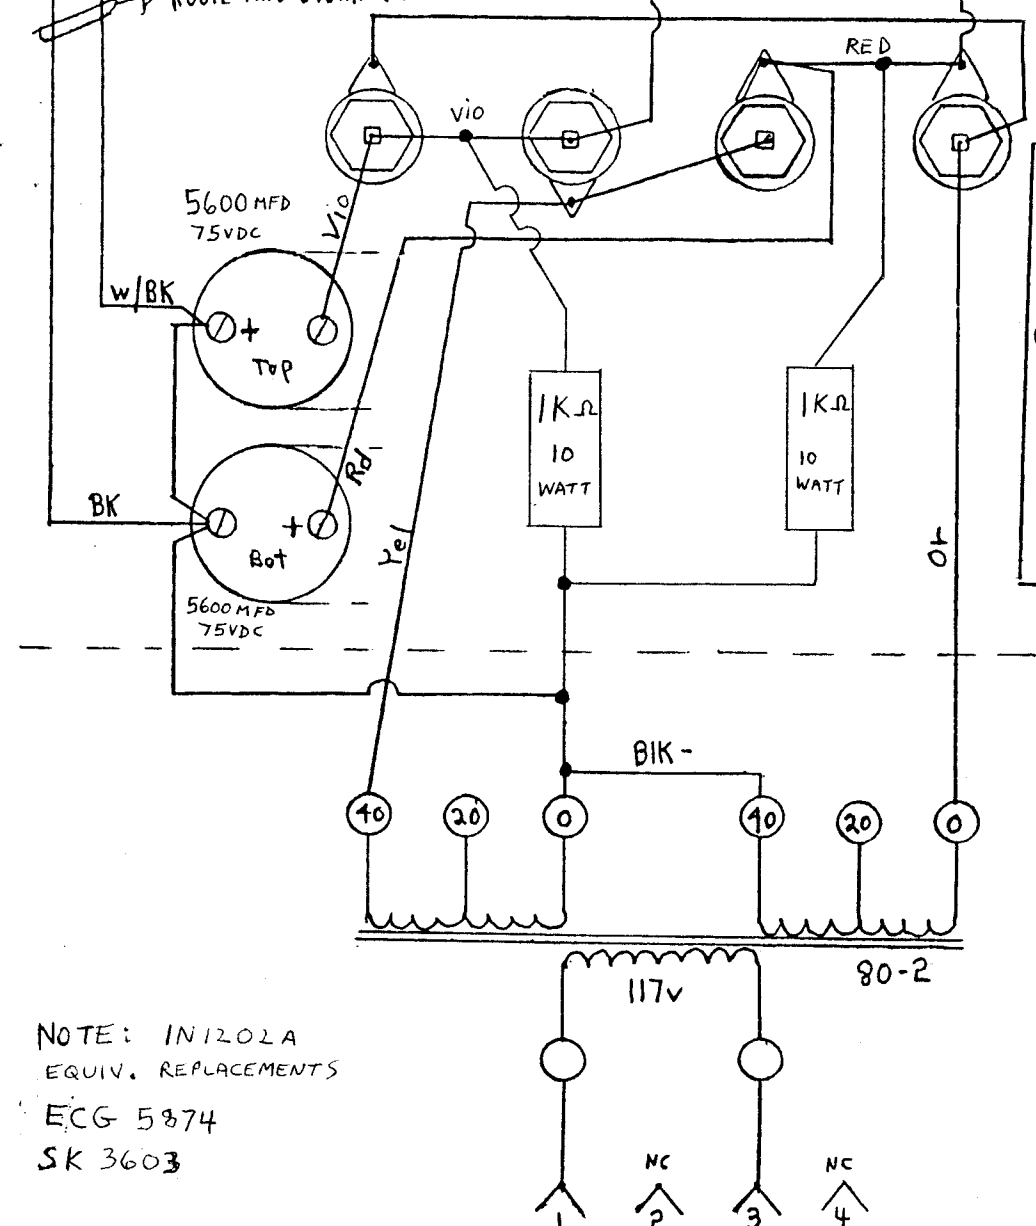 RED
Vio
5600 MFD
75VDC
Vio
W/BK
+
Top
1KΩ
10
WATT
1KΩ
10
WATT
Rd
BK
+
Bot
Yel
Or
5600 MFD
75VDC
BlK -
40
20
0
40
20
0
80-2
117v
NOTE: 1N1202A
EQUIV. REPLACEMENTS
ECG 5874
SK 3603
NC
NC
1
2
3
4